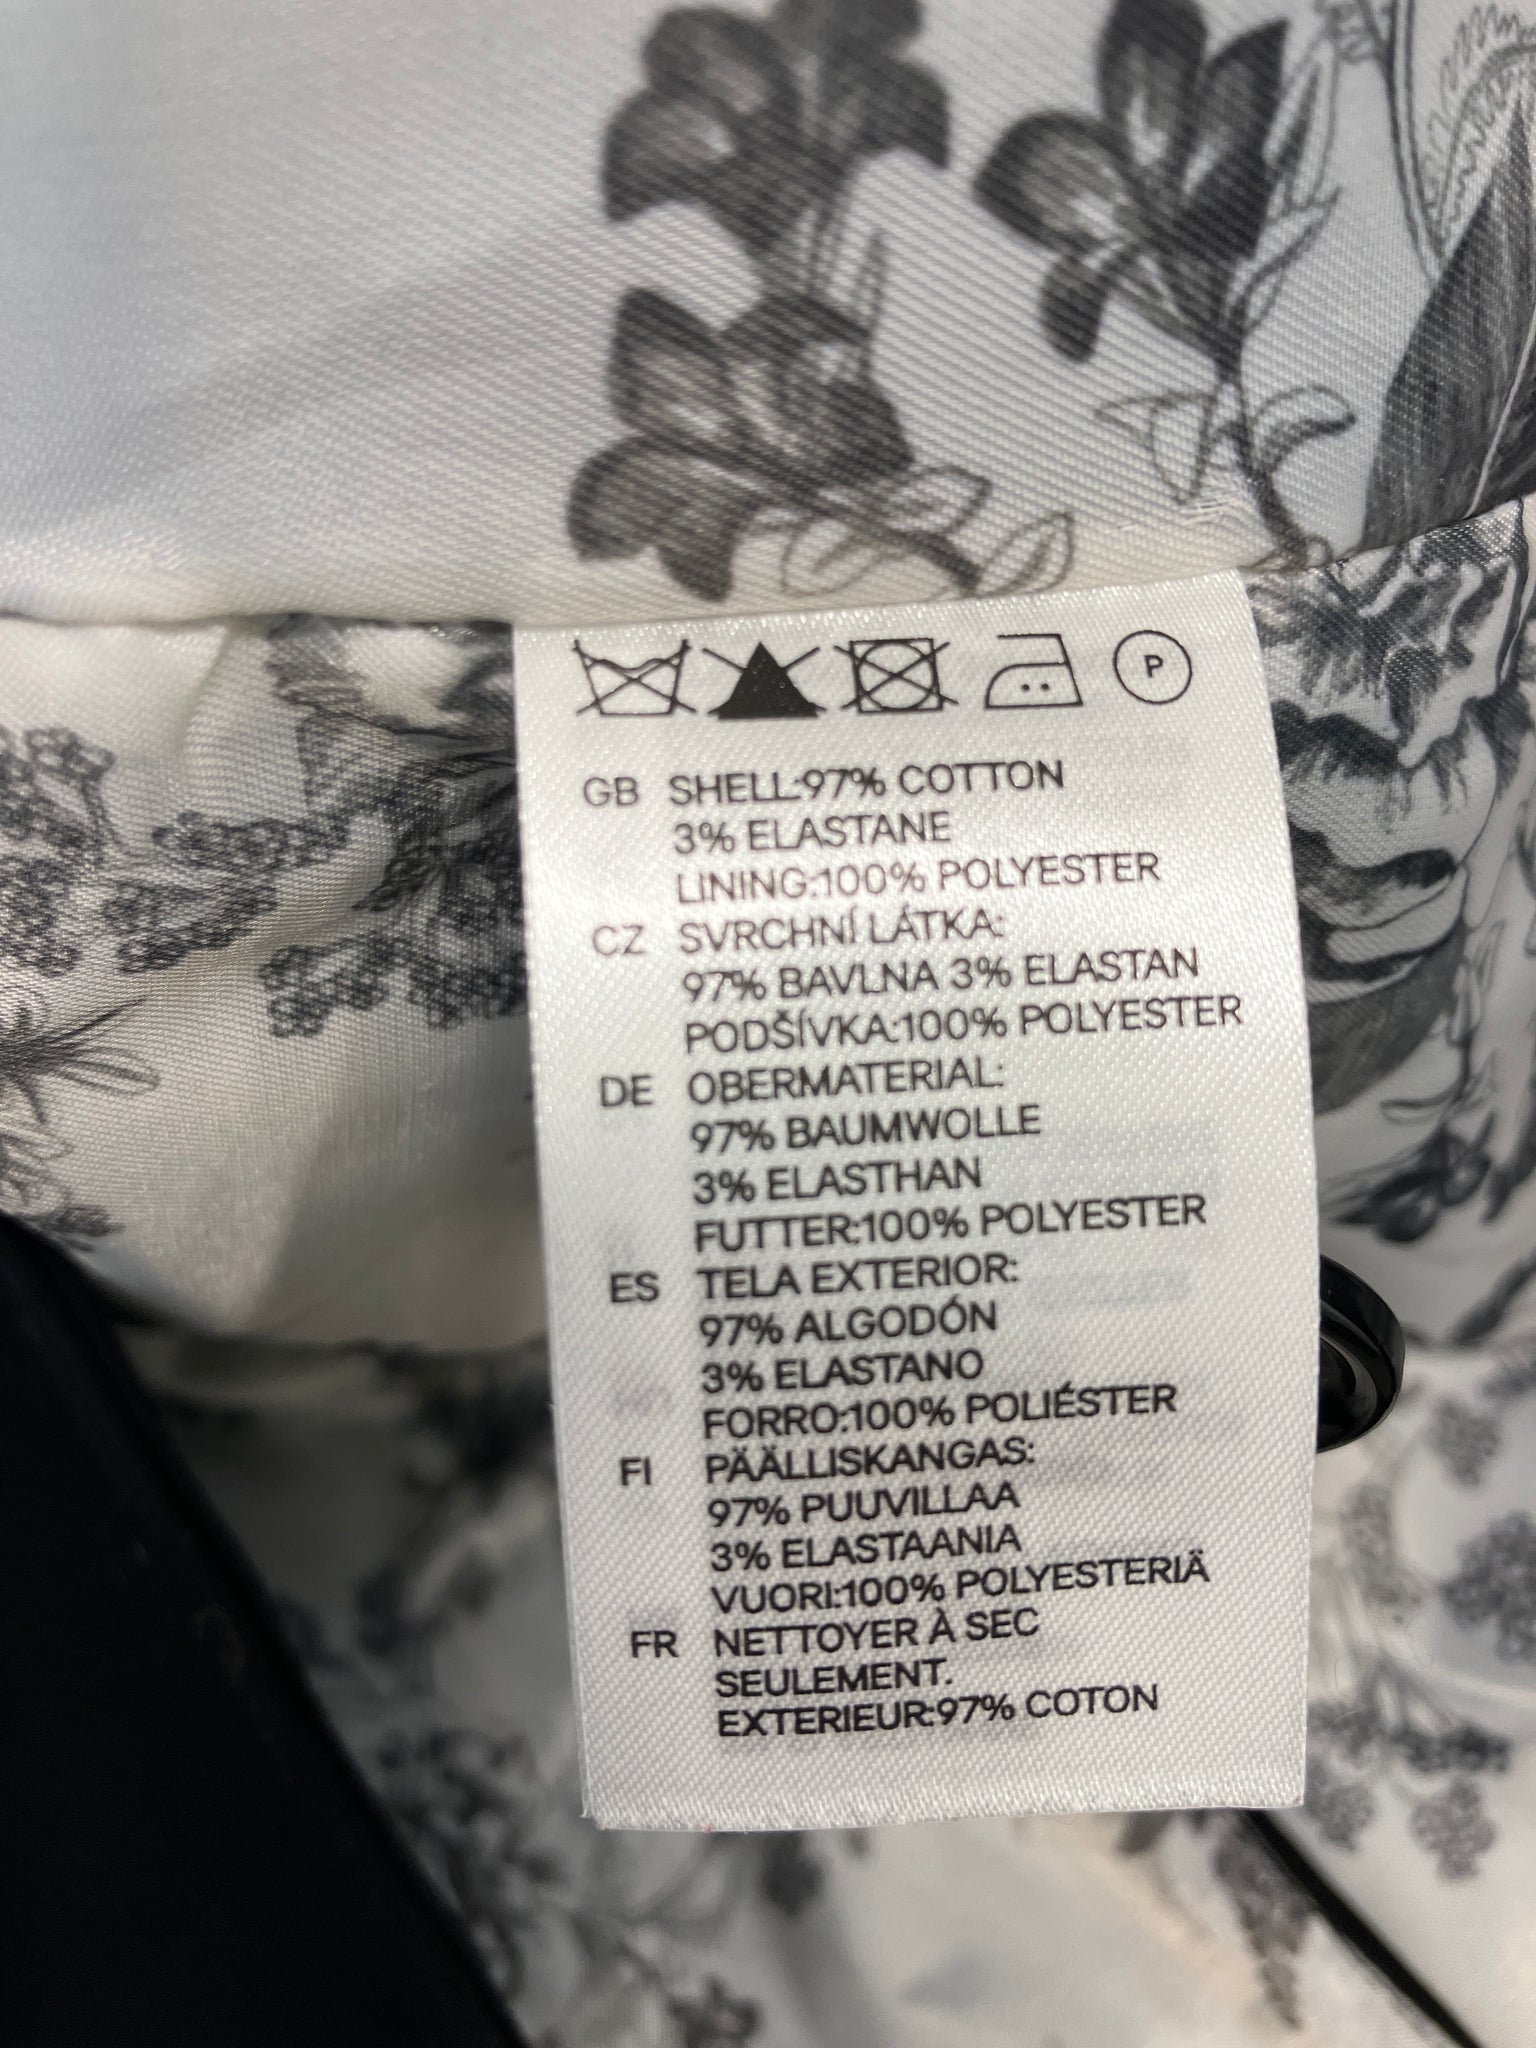 P
GB SHELL:97% COTTON
3% ELASTANE
LINING:100% POLYESTER
CZ SVRCHNÍ LÁTKA:
97% BAVLNA 3% ELASTAN
PODŠÍVKA:100% POLYESTER
DE OBERMATERIAL:
97% BAUMWOLLE
3% ELASTHAN
FUTTER:100% POLYESTER
ES TELA EXTERIOR:
97% ALGODÓN
3% ELASTANO
FORRO:100% POLIÉSTER
FI PÄÄLLISKANGAS:
97% PUUVILLAA
3% ELASTAANIA
VUORI:100% POLYESTERIÄ
FR NETTOYER À SEC
SEULEMENT.
EXTERIEUR:97% COTON